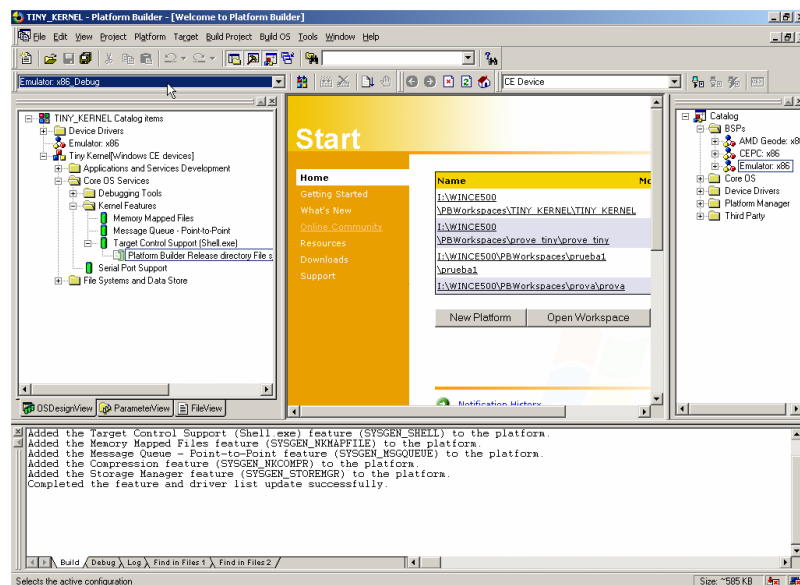 TINY_KERNEL - Platform Builder - [Welcome to Platform Builder]
File Edit View Project Platform Target Build Project Build OS Tools Window Help
Emulator: x86_Debug
CE Device
TINY_KERNEL Catalog items
Device Drivers
Emulator: x86
Tiny Kernel[Windows CE devices]
Applications and Services Development
Core OS Services
Debugging Tools
Kernel Features
Memory Mapped Files
Message Queue - Point-to-Point
Target Control Support (Shell.exe)
Platform Builder Release directory File s
Serial Port Support
File Systems and Data Store
OSDesignView
ParameterView
FileView
Start
Home
Getting Started
What's New
Online Community
Resources
Downloads
Support
Name
Mo
I:\WINCE500
\PBWorkspaces\TINY_KERNEL\TINY_KERNEL
I:\WINCE500
\PBWorkspaces\prove_tiny\prove_tiny
I:\WINCE500\PBWorkspaces\prueba1
\prueba1
I:\WINCE500\PBWorkspaces\prova\prova
New Platform
Open Workspace
Notification History
Catalog
BSPs
AMD Geode: x8
CEPC: x86
Emulator: x86
Core OS
Device Drivers
Platform Manager
Third Party
Added the Target Control Support (Shell.exe) feature (SYSGEN_SHELL) to the platform.
Added the Memory Mapped Files feature (SYSGEN_NKMAPFILE) to the platform.
Added the Message Queue - Point-to-Point feature (SYSGEN_MSGQUEUE) to the platform.
Added the Compression feature (SYSGEN_NKCOMPR) to the platform.
Added the Storage Manager feature (SYSGEN_STOREMGR) to the platform.
Completed the feature and driver list update successfully.
Build
Debug
Log
Find in Files 1
Find in Files 2
Selects the active configuration
Size: ~585 KB